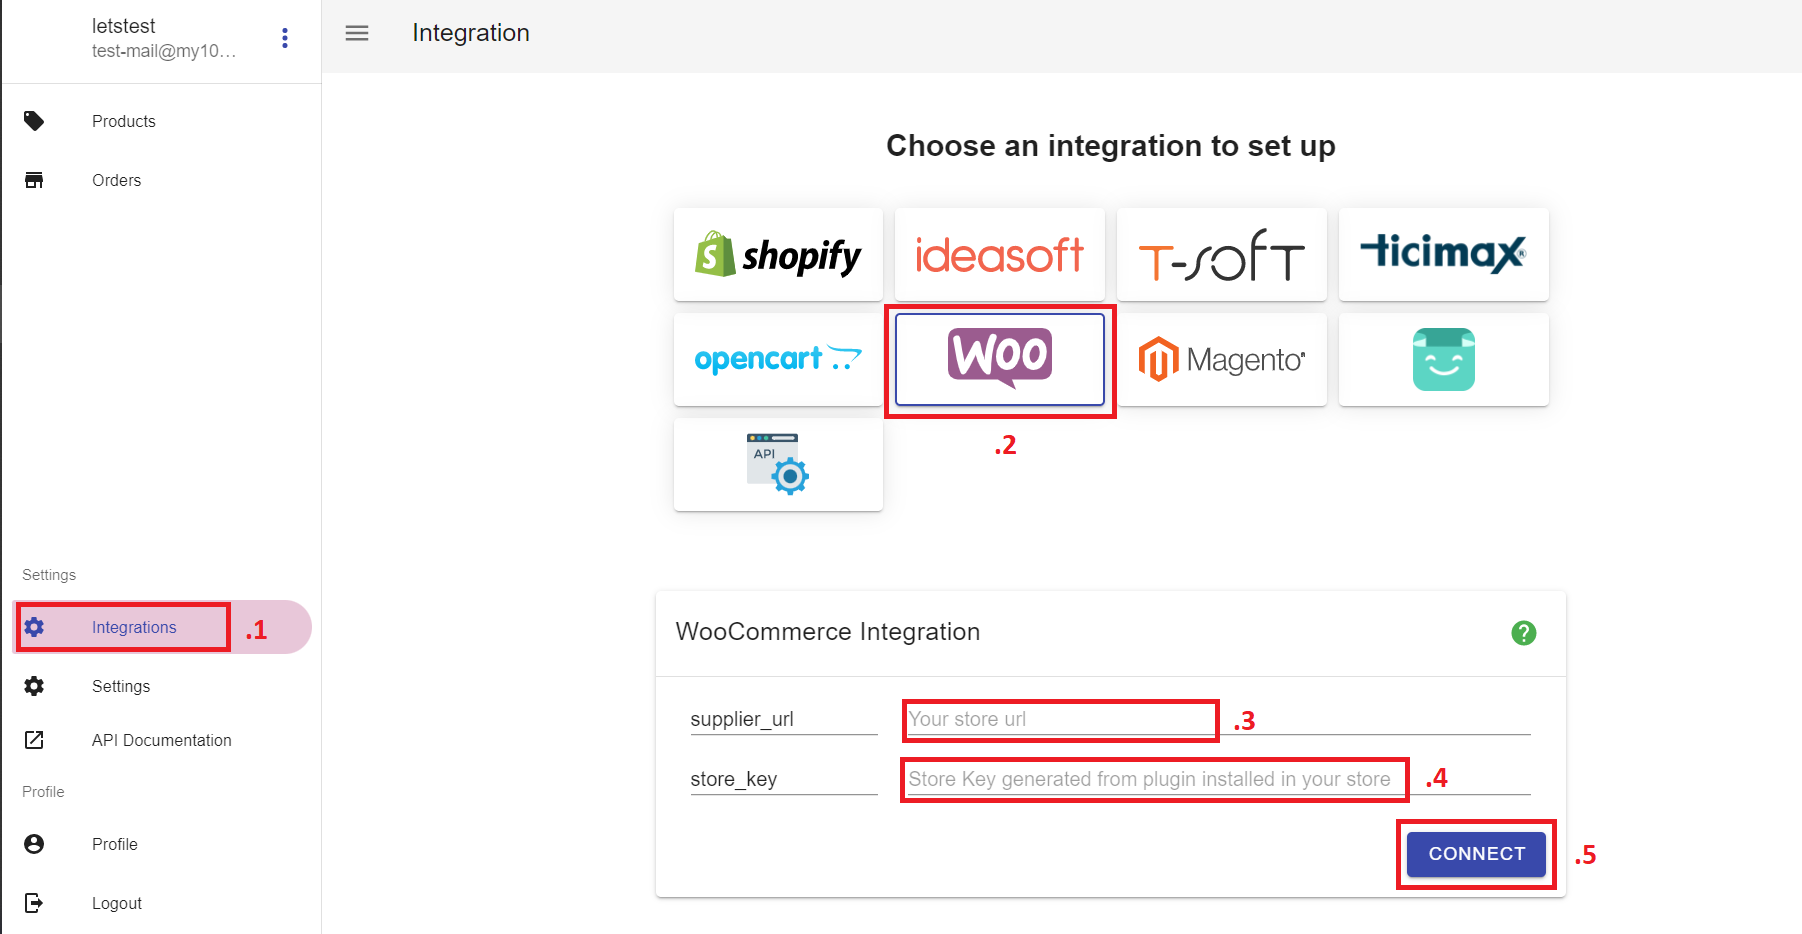 letstest
test-mail@my10...
Integration
Products
Orders
Choose an integration to set up
shopify
ideasoft
T-SOFT
ticimax®
opencart
WOO
Magento®
.2
API
Settings
Integrations .1
Settings
API Documentation
Profile
Profile
Logout
WooCommerce Integration
?
supplier_url Your store url .3
store_key Store Key generated from plugin installed in your store .4
CONNECT .5